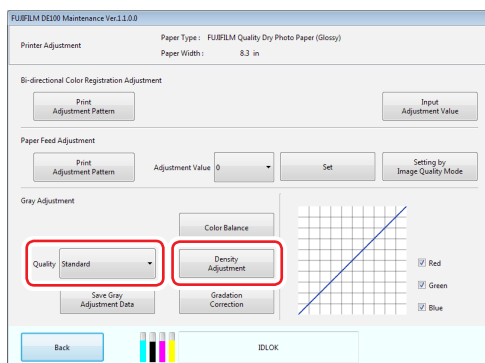 FUJIFILM DE100 Maintenance Ver.1.1.0.0
Printer Adjustment
Paper Type : FUJIFILM Quality Dry Photo Paper (Glossy)
Paper Width : 8.3 in
Bi-directional Color Registration Adjustment
Print
Adjustment Pattern
Input
Adjustment Value
Paper Feed Adjustment
Print
Adjustment Pattern
Adjustment Value 0
Set
Setting by
Image Quality Mode
Gray Adjustment
Color Balance
Quality Standard
Density
Adjustment
Save Gray
Adjustment Data
Gradation
Correction
Red
Green
Blue
Back
IDLOK